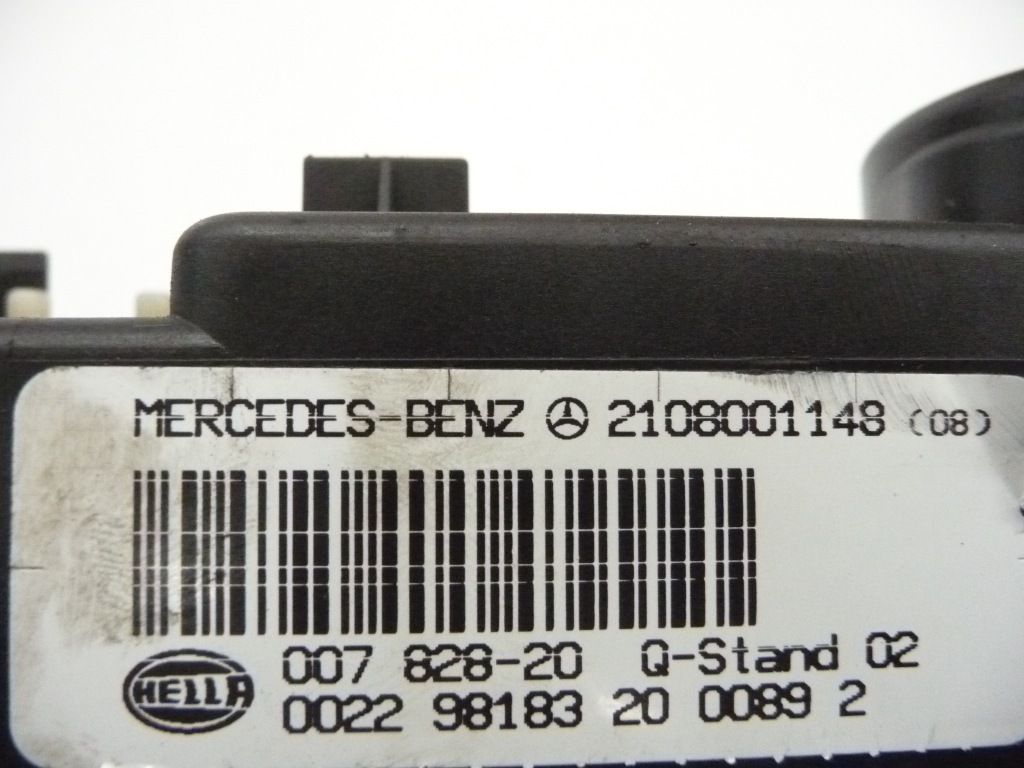 MERCEDES-BENZ 2108001148 (08)
007 828-20 Q-Stand 02
HELLA
0022 98183 20 0089 2